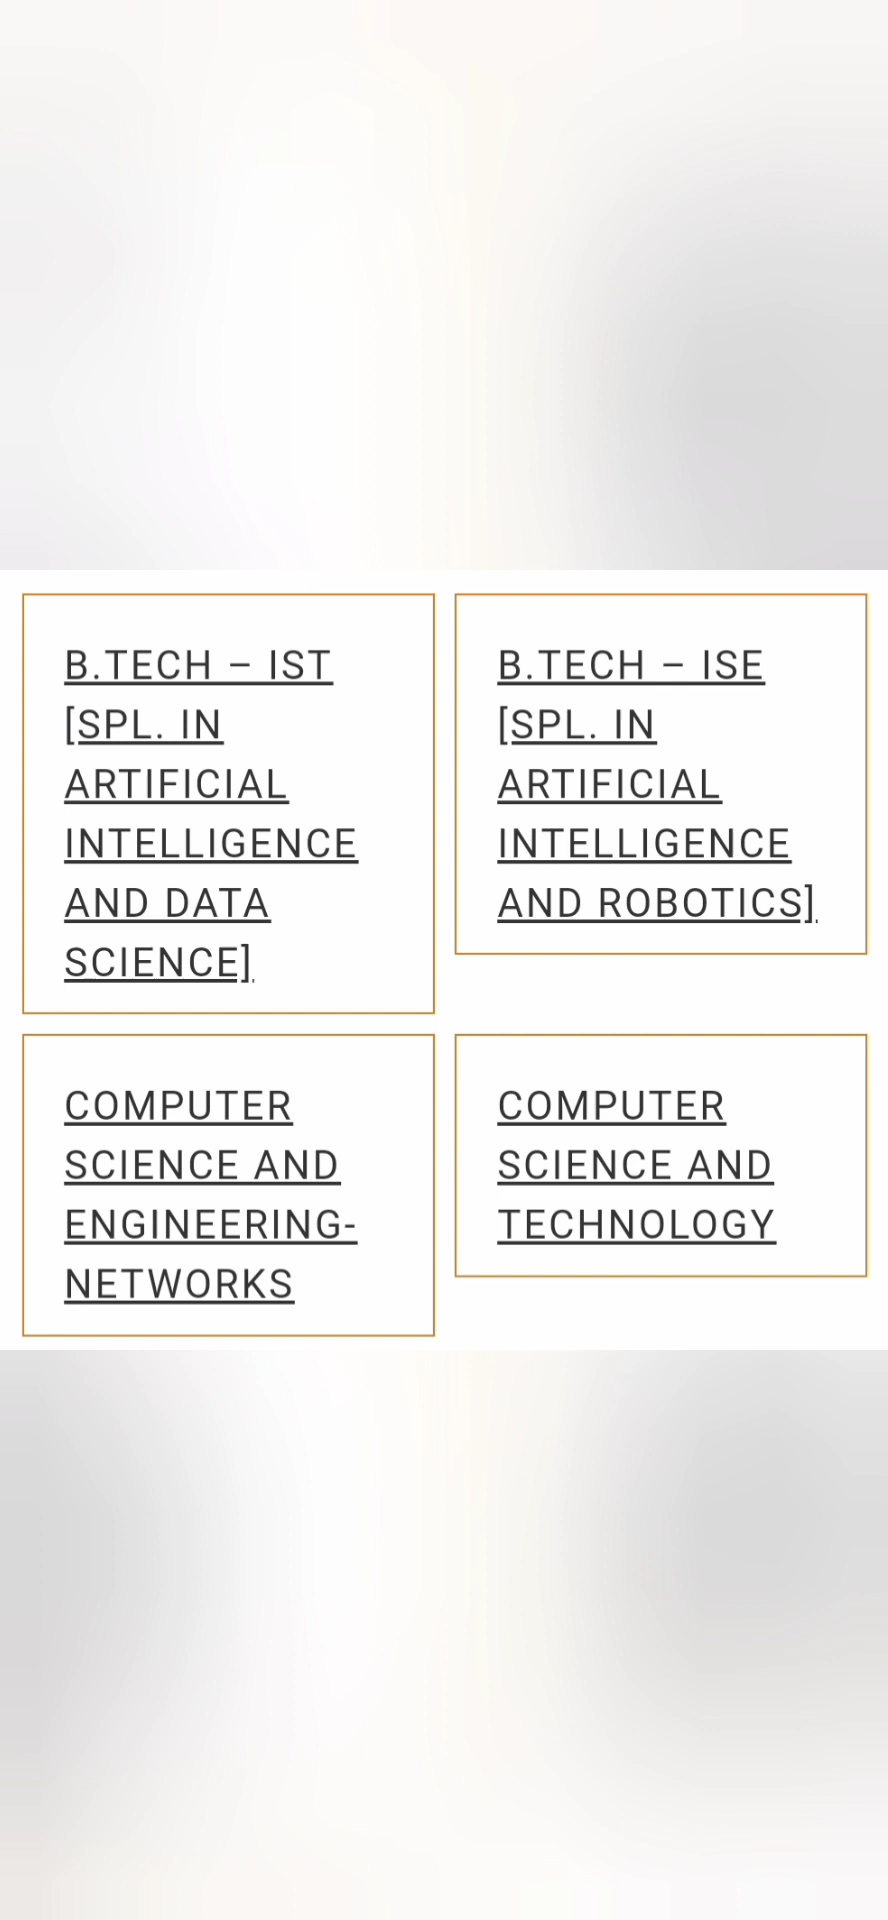 B.TECH – IST
[SPL. IN
ARTIFICIAL
INTELLIGENCE
AND DATA
SCIENCE]
B.TECH – ISE
[SPL. IN
ARTIFICIAL
INTELLIGENCE
AND ROBOTICS]
COMPUTER
SCIENCE AND
ENGINEERING-
NETWORKS
COMPUTER
SCIENCE AND
TECHNOLOGY